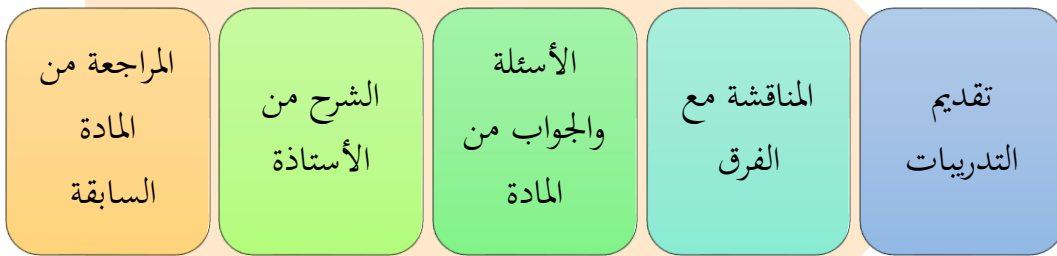 المراجعة من
المادة
السابقة
الشرح من
الأستاذة
الأسئلة
والجواب من
المادة
المناقشة مع
الفرق
تقديم
التدريبات